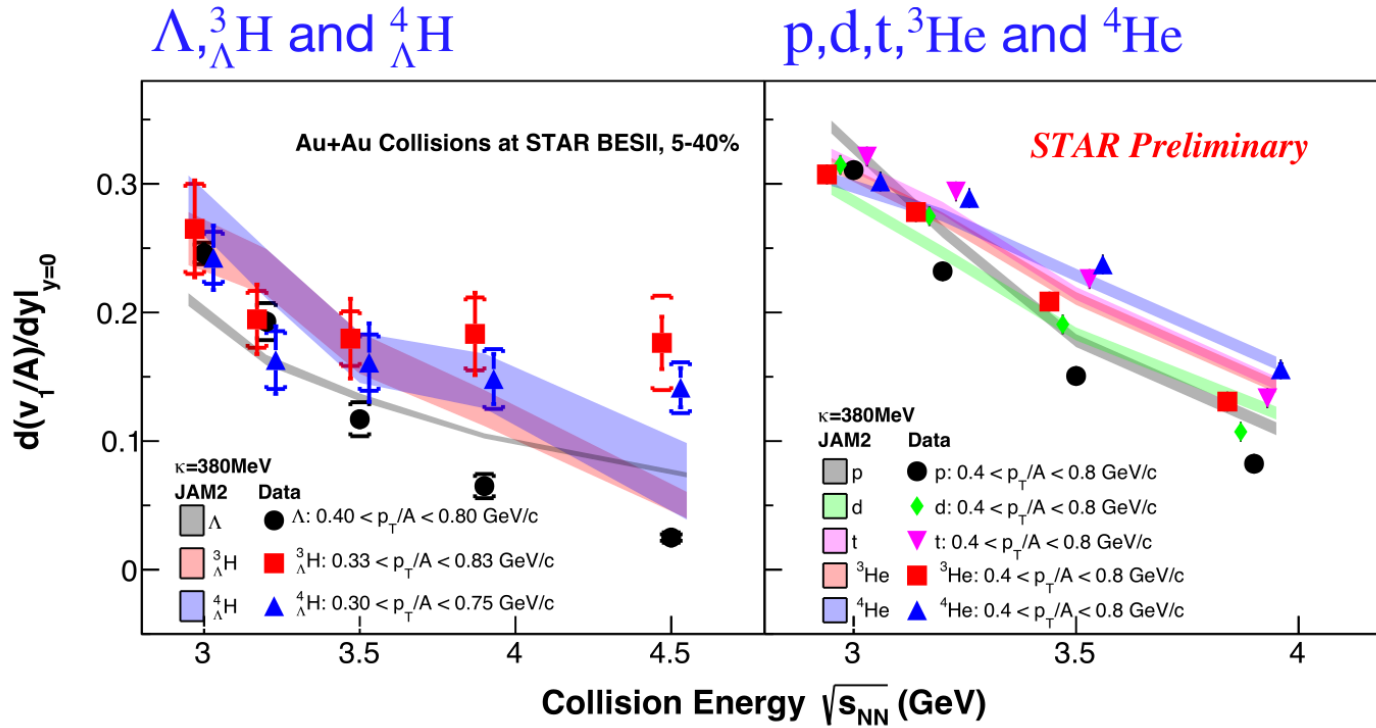 Λ, ³ΛH and ⁴ΛH
p,d,t,³He and ⁴He
Au+Au Collisions at STAR BESII, 5-40%
STAR Preliminary
d(v₁/A)/dy|y=0
0.3
0.2
0.1
0
κ=380MeV
JAM2 Data
Λ Λ: 0.40 < pT/A < 0.80 GeV/c
³ΛH ³ΛH: 0.33 < pT/A < 0.83 GeV/c
⁴ΛH ⁴ΛH: 0.30 < pT/A < 0.75 GeV/c
κ=380MeV
JAM2 Data
p p: 0.4 < pT/A < 0.8 GeV/c
d d: 0.4 < pT/A < 0.8 GeV/c
t t: 0.4 < pT/A < 0.8 GeV/c
³He ³He: 0.4 < pT/A < 0.8 GeV/c
⁴He ⁴He: 0.4 < pT/A < 0.8 GeV/c
3 3.5 4 4.5 3 3.5 4
Collision Energy √sNN (GeV)